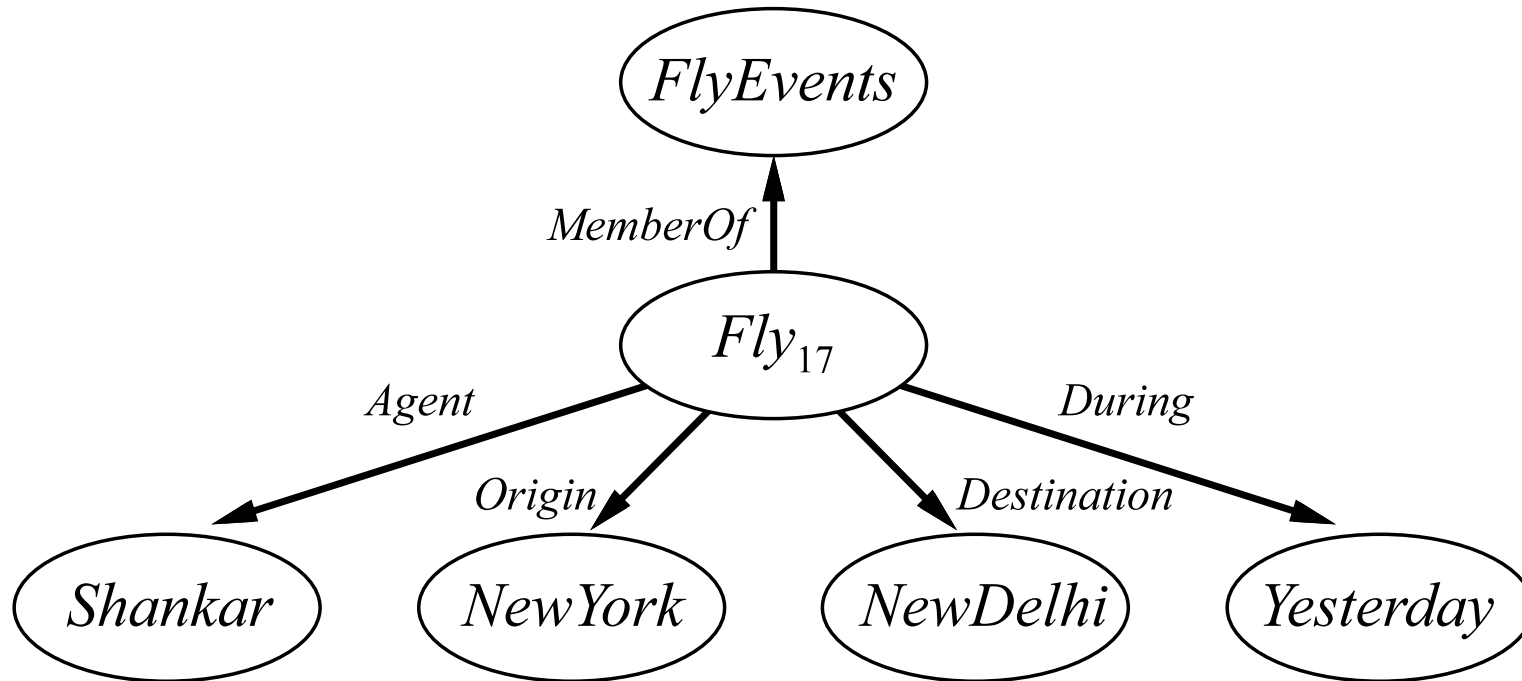 FlyEvents
MemberOf
Fly₁₇
Agent
During
Origin
Destination
Shankar
NewYork
NewDelhi
Yesterday